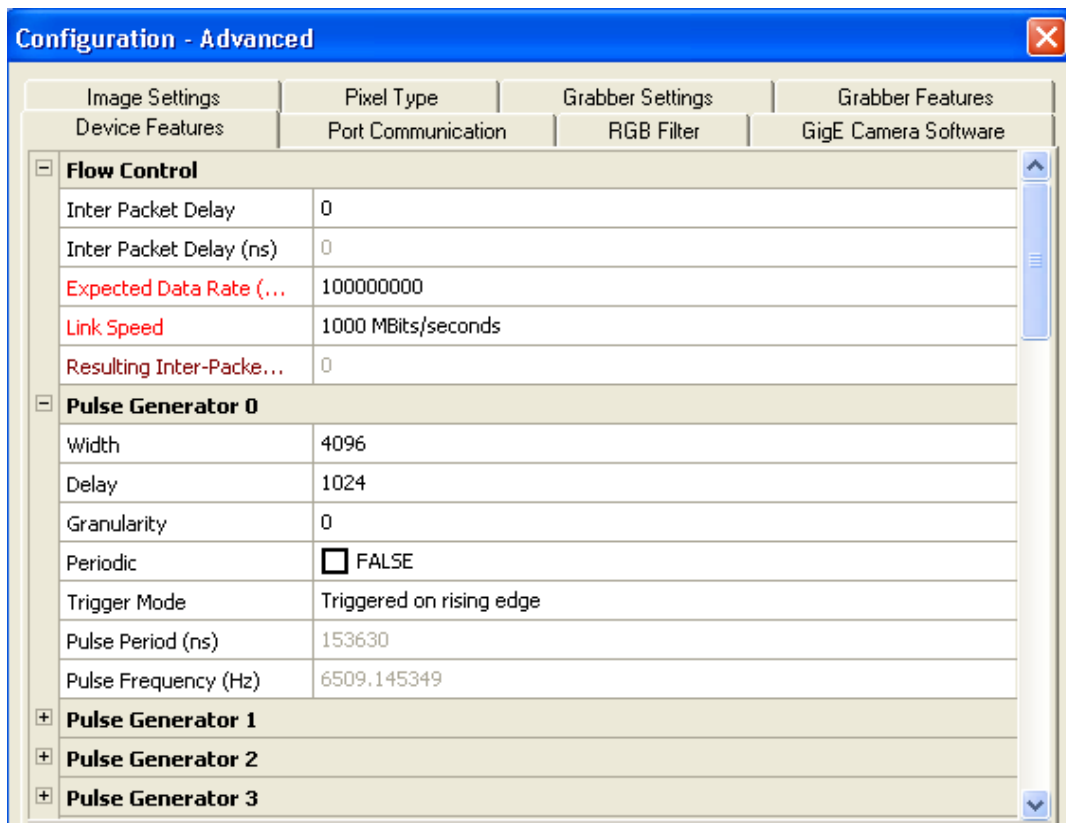 Configuration - Advanced
Image Settings Pixel Type Grabber Settings Grabber Features
Device Features Port Communication RGB Filter GigE Camera Software
Flow Control
Inter Packet Delay 0
Inter Packet Delay (ns) 0
Expected Data Rate (... 100000000
Link Speed 1000 MBits/seconds
Resulting Inter-Packe... 0
Pulse Generator 0
Width 4096
Delay 1024
Granularity 0
Periodic FALSE
Trigger Mode Triggered on rising edge
Pulse Period (ns) 153630
Pulse Frequency (Hz) 6509.145349
Pulse Generator 1
Pulse Generator 2
Pulse Generator 3